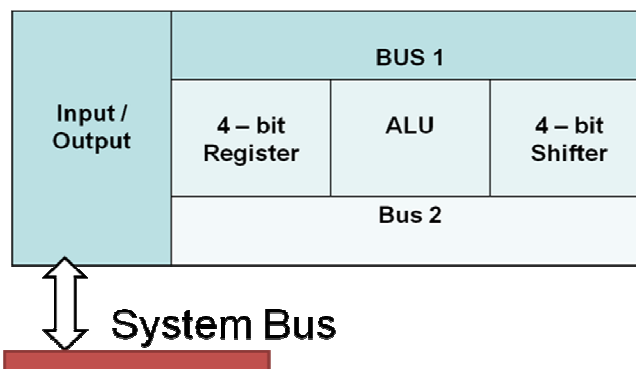 BUS 1
Input /
Output
4 – bit
Register
ALU
4 – bit
Shifter
Bus 2
System Bus